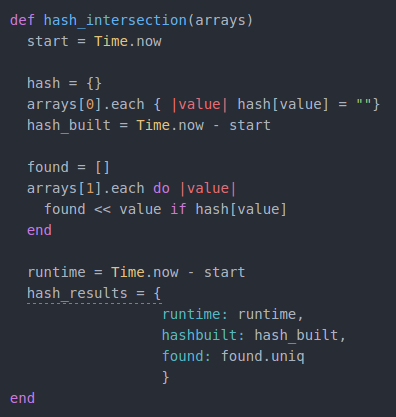 def hash_intersection(arrays)
  start = Time.now
  hash = {}
  arrays[0].each { |value| hash[value] = ""}
  hash_built = Time.now - start
  found = []
  arrays[1].each do |value|
    found << value if hash[value]
  end
  runtime = Time.now - start
  hash_results = {
                  runtime: runtime,
                  hashbuilt: hash_built,
                  found: found.uniq
                  }
end